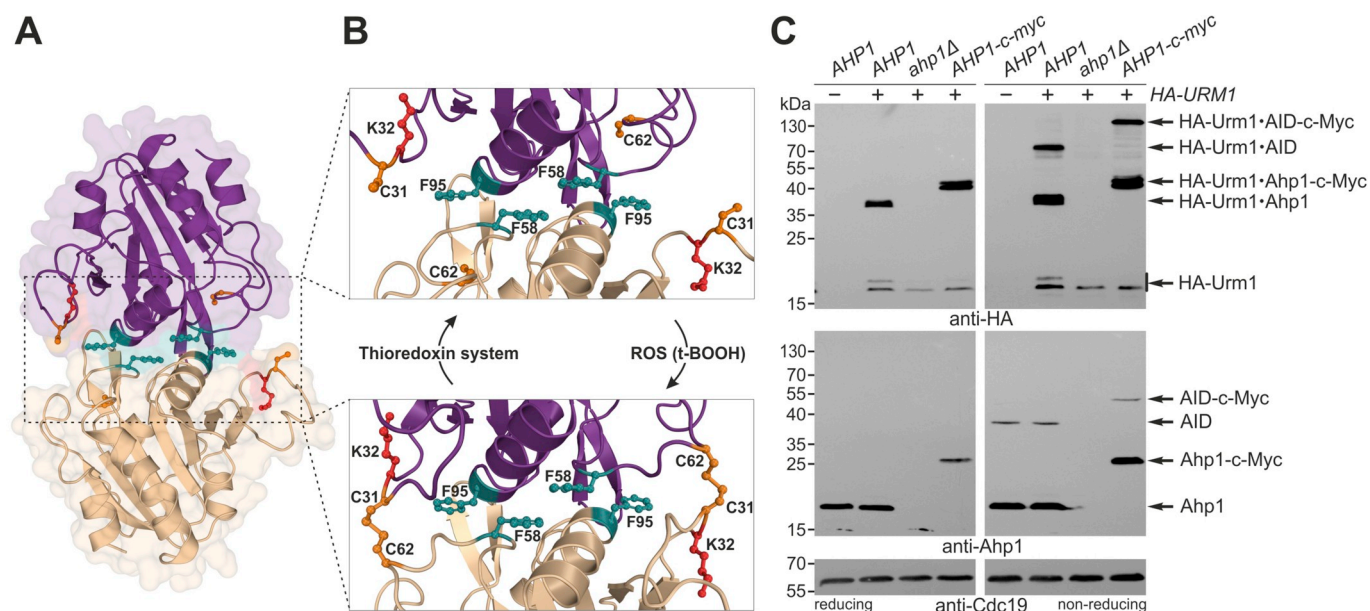 A
B
C
K32
C31
F95
C62
F58
F58
F95
C31
C62
K32
Thioredoxin system
ROS (t-BOOH)
K32
C31
F95
F58
C62
F58
F95
C62
C31
K32
AHP1
AHP1
ahp1Δ
AHP1-c-myc
AHP1
AHP1
ahp1Δ
AHP1-c-myc
– + + + – + + + HA-URM1
kDa
130
70
55
40
35
25
15
HA-Urm1•AID-c-Myc
HA-Urm1•AID
HA-Urm1•Ahp1-c-Myc
HA-Urm1•Ahp1
HA-Urm1
anti-HA
130
70
55
40
35
25
15
AID-c-Myc
AID
Ahp1-c-Myc
Ahp1
anti-Ahp1
70
55
reducing anti-Cdc19 non-reducing